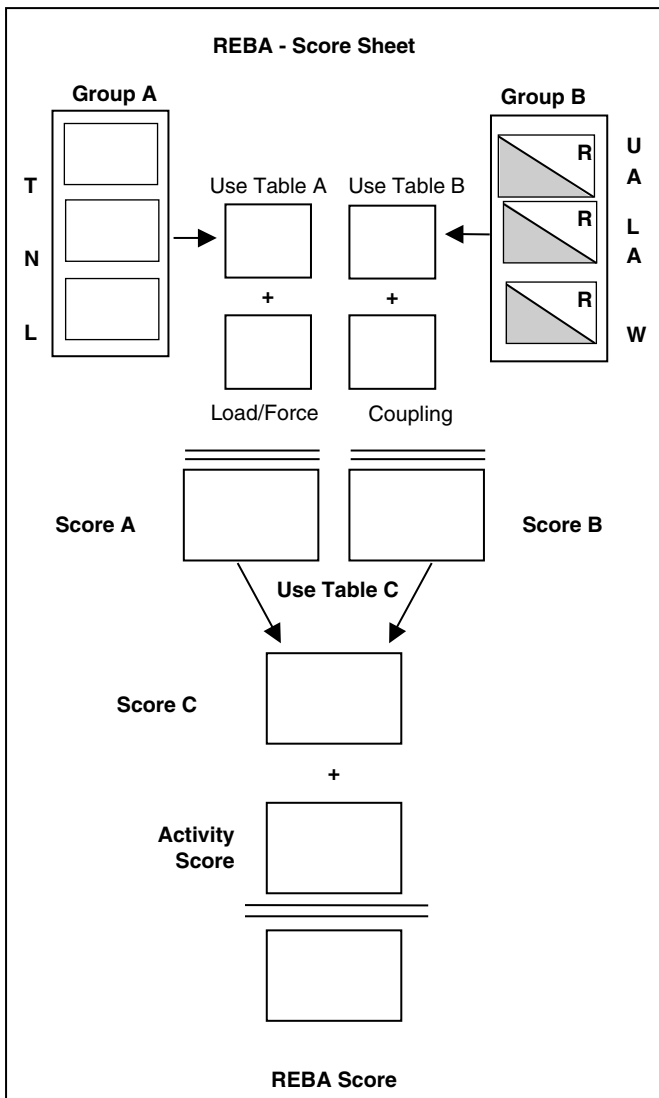 REBA - Score Sheet
Group A
Group B
T
N
L
Use Table A
Use Table B
R
R
R
U
A
L
A
W
+
+
Load/Force
Coupling
Score A
Score B
Use Table C
Score C
+
Activity
Score
REBA Score